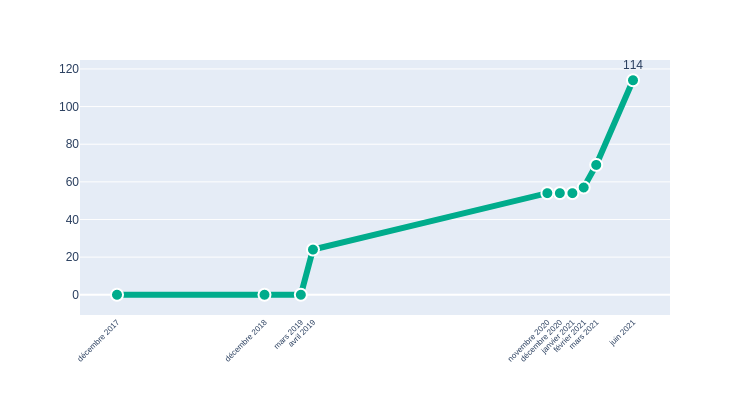 114
120
100
80
60
40
20
0
décembre 2017
décembre 2018
mars 2019
avril 2019
novembre 2020
décembre 2020
janvier 2021
février 2021
mars 2021
juin 2021